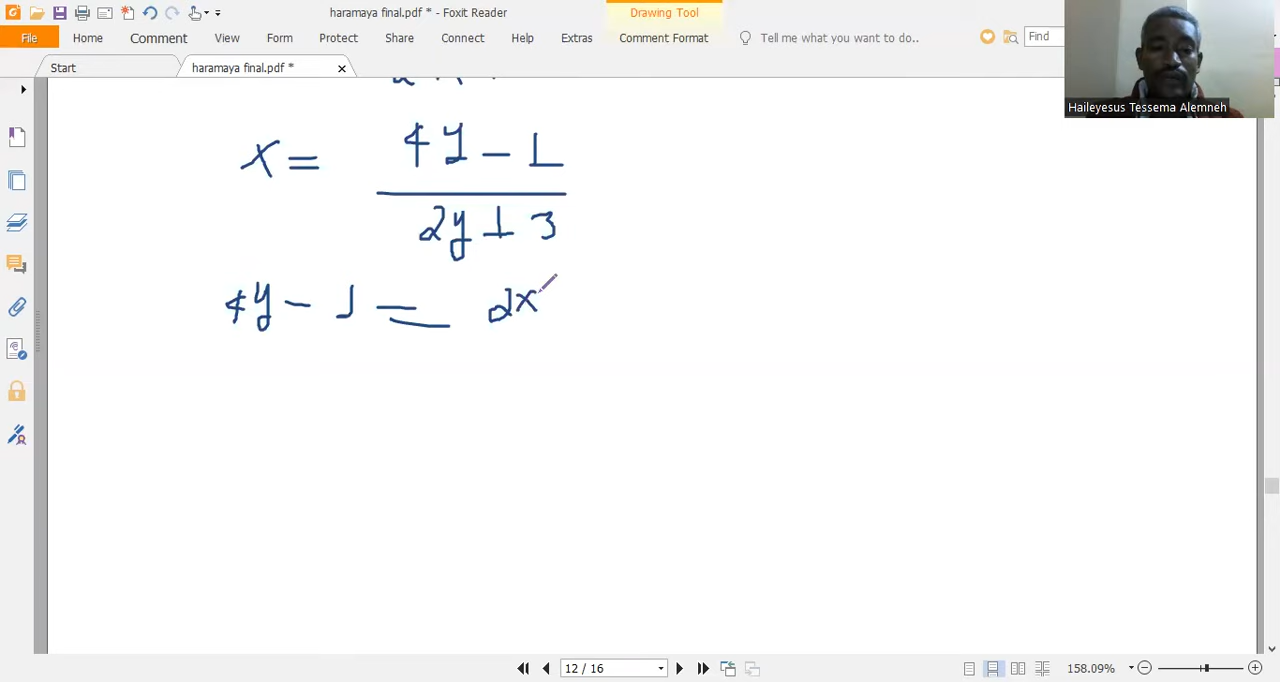 haramaya final.pdf * - Foxit Reader
Drawing Tool
File Home Comment View Form Protect Share Connect Help Extras Comment Format Tell me what you want to do.. Find
Start haramaya final.pdf *
Haileyesus Tessema Alemneh
x = 4y - 1
2y + 3
4y - 1 = 2x
12 / 16
158.09%